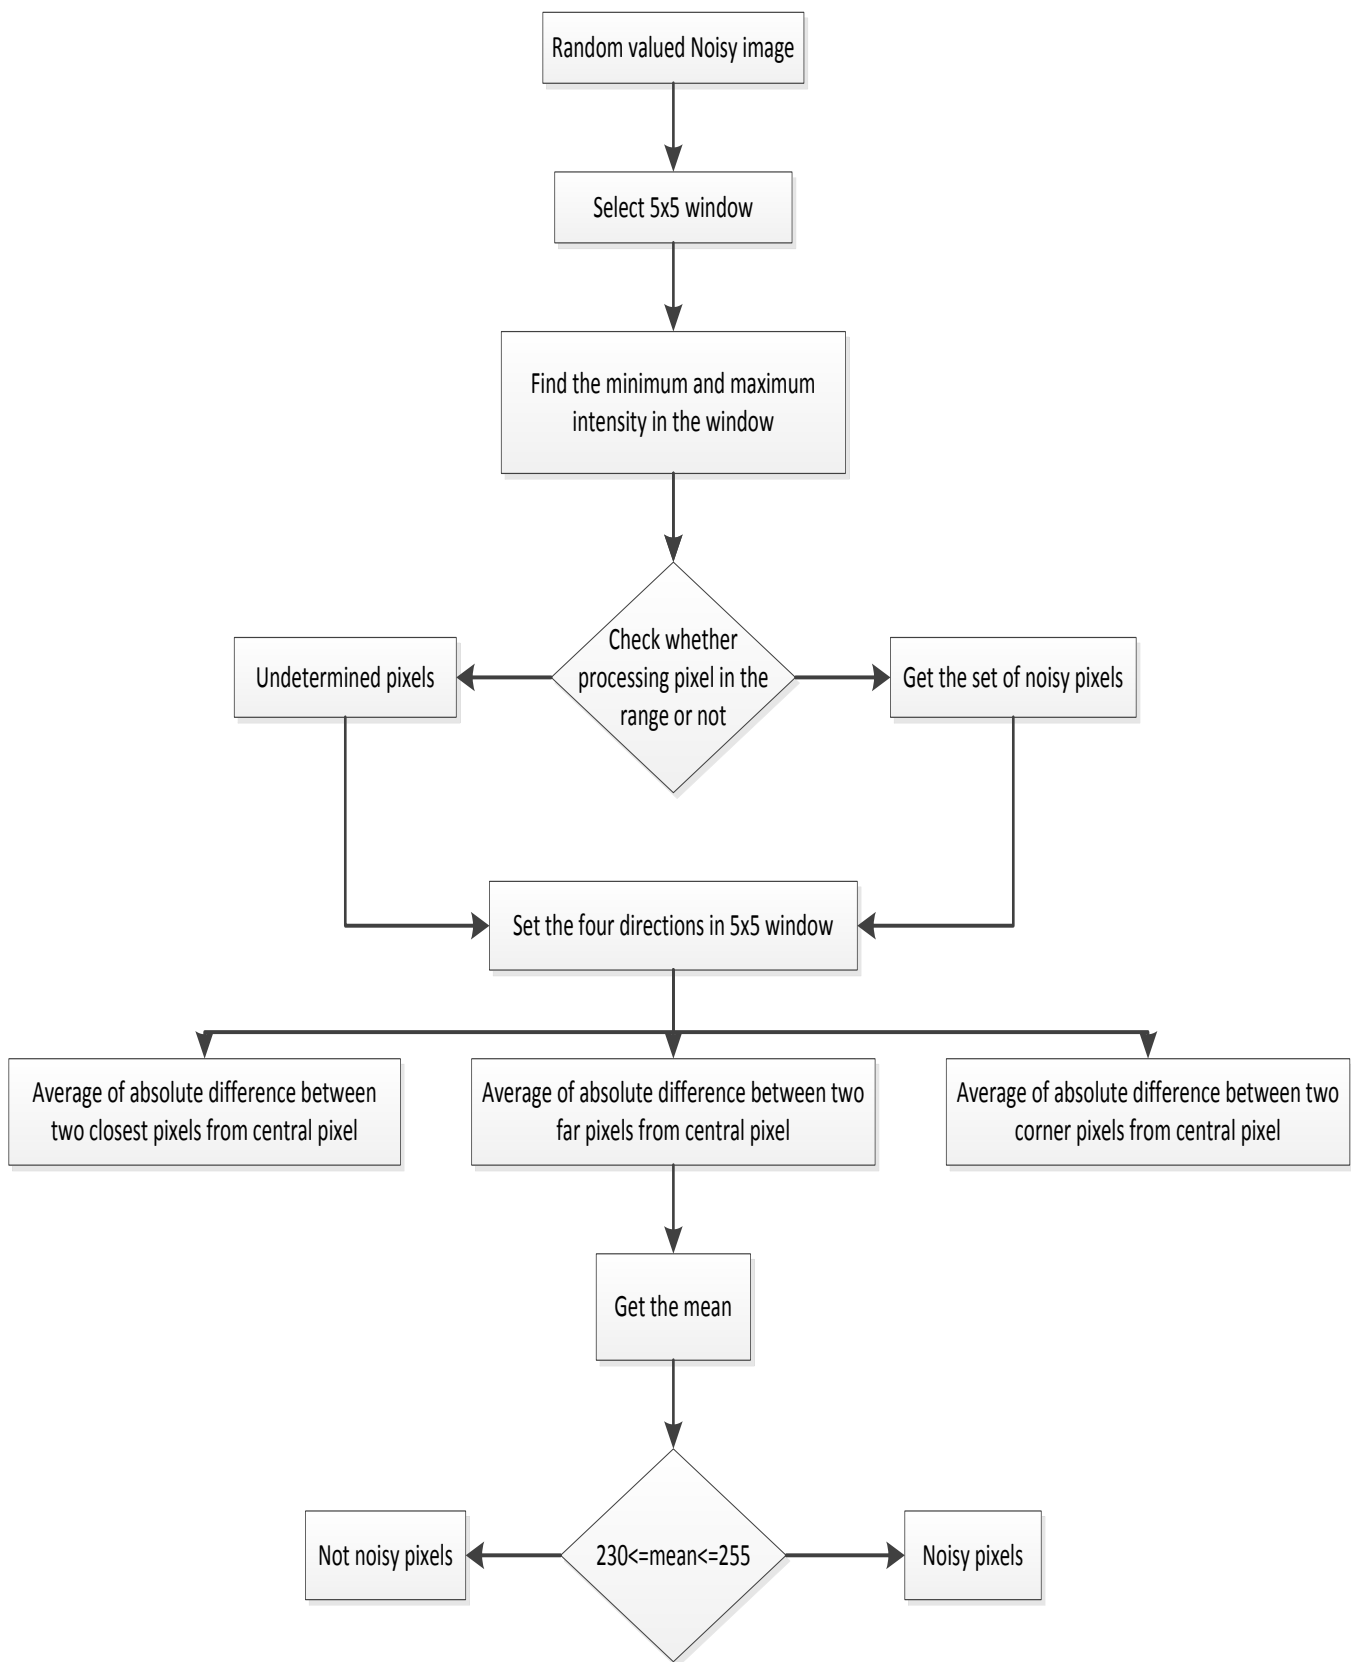 Random valued Noisy image
Select 5x5 window
Find the minimum and maximum
intensity in the window
Check whether
processing pixel in the
range or not
Undetermined pixels
Get the set of noisy pixels
Set the four directions in 5x5 window
Average of absolute difference between
two closest pixels from central pixel
Average of absolute difference between two
far pixels from central pixel
Average of absolute difference between two
corner pixels from central pixel
Get the mean
230<=mean<=255
Not noisy pixels
Noisy pixels